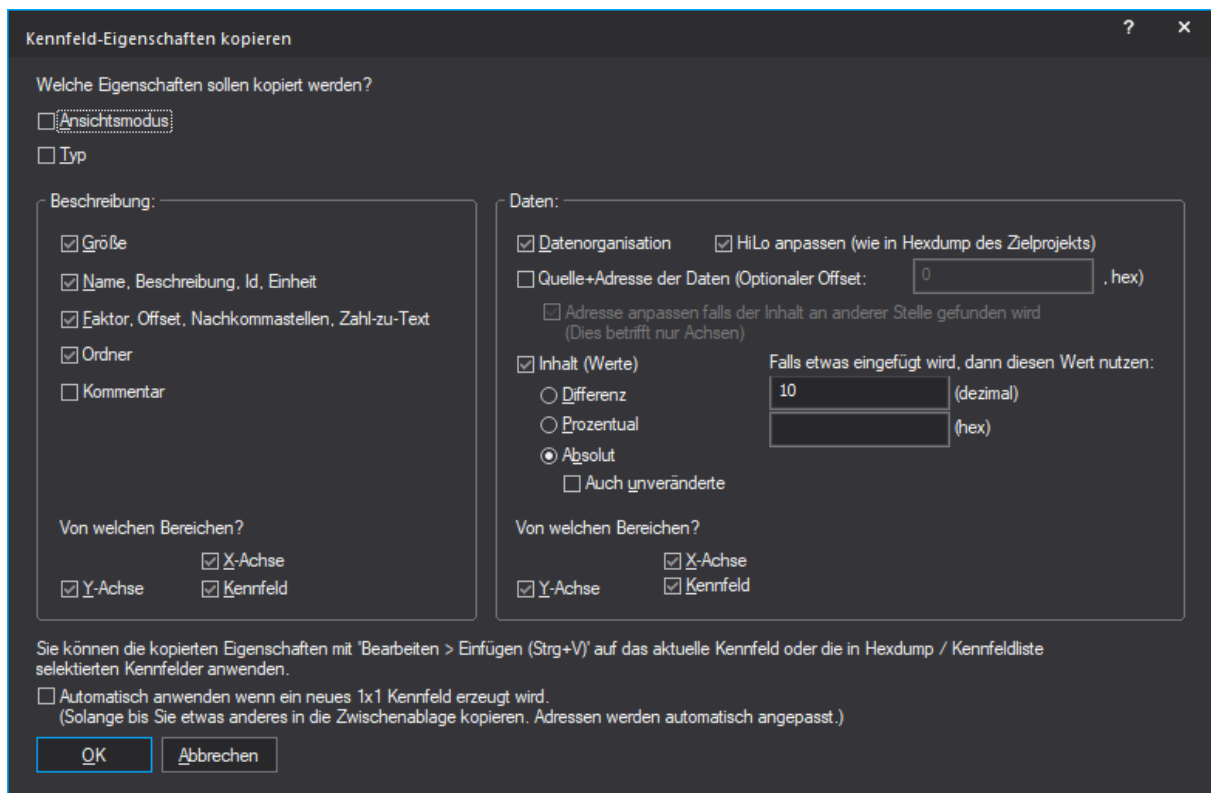 Kennfeld-Eigenschaften kopieren
? ×
Welche Eigenschaften sollen kopiert werden?
Ansichtsmodus
Typ
Beschreibung:
Größe
Name, Beschreibung, Id, Einheit
Faktor, Offset, Nachkommastellen, Zahl-zu-Text
Ordner
Kommentar
Von welchen Bereichen?
X-Achse
Y-Achse
Kennfeld
Daten:
Datenorganisation
HiLo anpassen (wie in Hexdump des Zielprojekts)
Quelle+Adresse der Daten (Optionaler Offset: 0 , hex)
Adresse anpassen falls der Inhalt an anderer Stelle gefunden wird
(Dies betrifft nur Achsen)
Inhalt (Werte)
Differenz
Prozentual
Absolut
Auch unveränderte
Falls etwas eingefügt wird, dann diesen Wert nutzen:
10 (dezimal)
(hex)
Von welchen Bereichen?
X-Achse
Y-Achse
Kennfeld
Sie können die kopierten Eigenschaften mit 'Bearbeiten > Einfügen (Strg+V)' auf das aktuelle Kennfeld oder die in Hexdump / Kennfeldliste
selektierten Kennfelder anwenden.
Automatisch anwenden wenn ein neues 1x1 Kennfeld erzeugt wird.
(Solange bis Sie etwas anderes in die Zwischenablage kopieren. Adressen werden automatisch angepasst.)
OK
Abbrechen